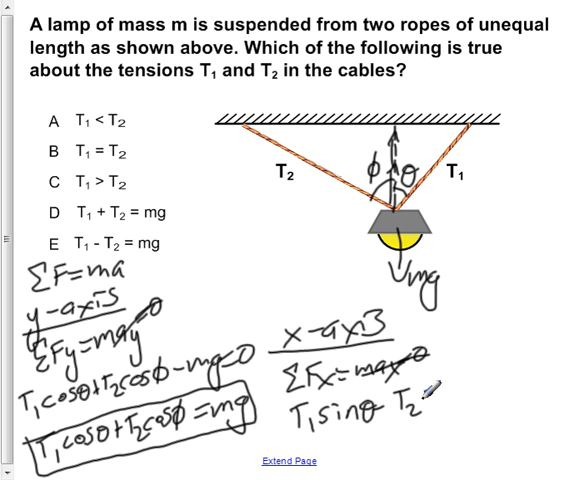 A lamp of mass m is suspended from two ropes of unequal
length as shown above. Which of the following is true
about the tensions T₁ and T₂ in the cables?
A T₁ < T₂
B T₁ = T₂
C T₁ > T₂
D T₁ + T₂ = mg
E T₁ - T₂ = mg
T₂
ϕ
θ
T₁
mg
ΣF=ma
y-axis
ΣFy=may 0
T₁cosθ+T₂cosϕ-mg=0
T₁cosθ+T₂cosϕ=mg
x-axis
ΣFx=max 0
T₁sinθ T₂
Extend Page